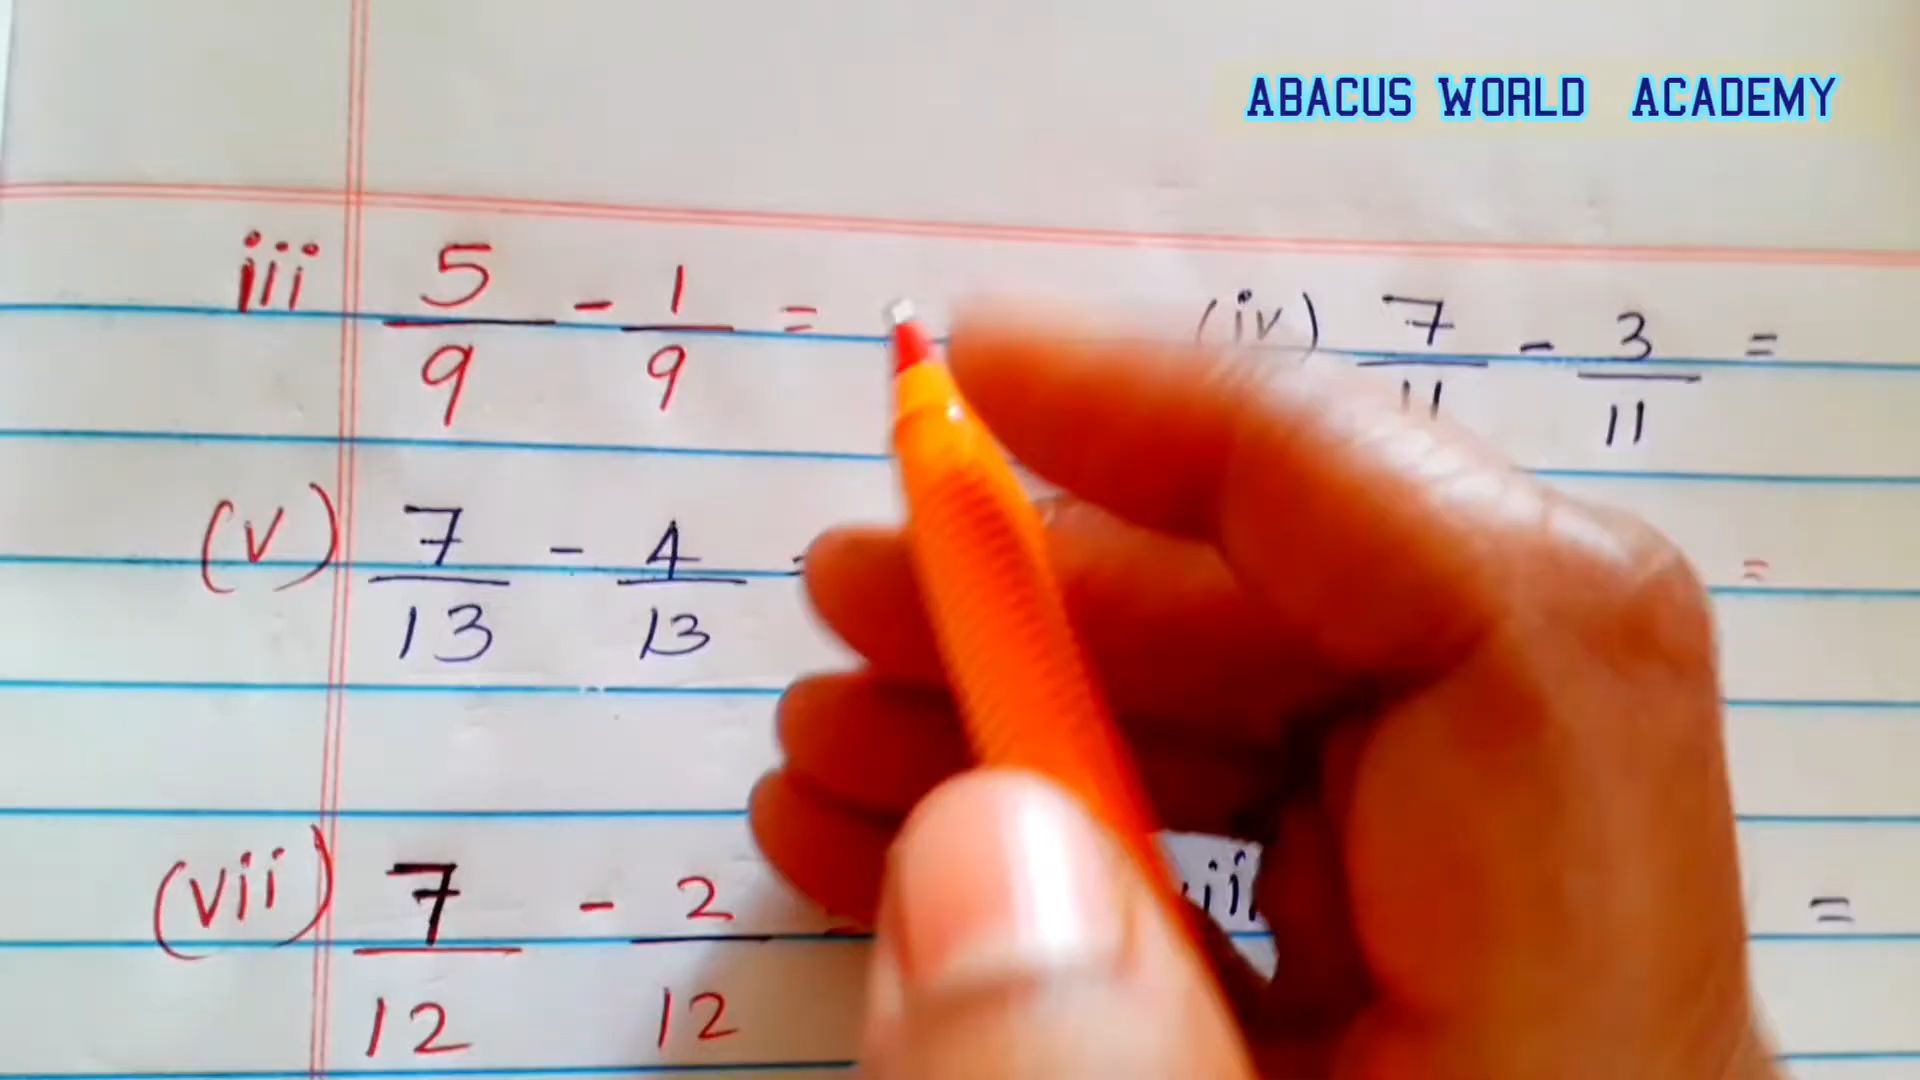 ABACUS WORLD ACADEMY
iii 5/9 - 1/9 =
(iv) 7/11 - 3/11 =
(v) 7/13 - 4/13 =
=
(vii) 7/12 - 2/12
=